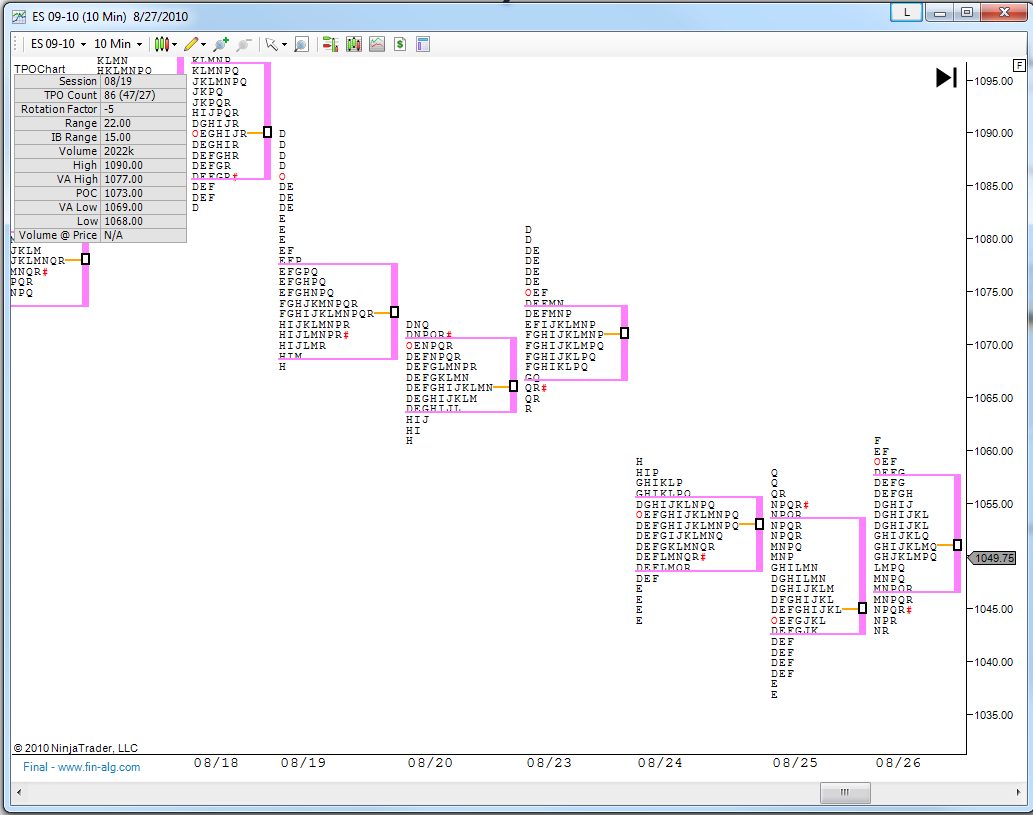 ES 09-10 (10 Min)  8/27/2010
L
ES 09-10
10 Min
$
F
TPOChart
Session 08/19
TPO Count 86 (47/27)
Rotation Factor -5
Range 22.00
IB Range 15.00
Volume 2022k
High 1090.00
VA High 1077.00
POC 1073.00
VA Low 1069.00
Low 1068.00
Volume @ Price N/A
KLMN
HKLMNPQ
JKLM
JKLMNQR
MNQR#
PQR
NPQ
KLMNP
KLMNPQ
JKLMNPQ
JKPQ
JKPQR
HIJPQR
DGHIJR
OEGHIJR
DEGHIR
DEFGHR
DEFGR
DEFGR#
DEF
DEF
D
D
D
D
D
O
DE
DE
DE
E
E
E
EF
EFP
EFGPQ
EFGHPQ
EFGHNPQ
FGHJKMNPQR
FGHIJKLMNPQR
HIJKLMNPR
HIJLMNPR#
HIJLMR
HIM
H
DNQ
DNPQR#
OENPQR
DEFNPQR
DEFGLMNPR
DEFGKLMN
DEFGHIJKLMN
DEGHIJKLM
DEGHIJL
HIJ
HI
H
D
D
DE
DE
DE
DE
OEF
DEFMN
DEFMNP
EFIJKLMNP
FGHIJKLMNP
FGHIJKLMPQ
FGHIJKLPQ
FGHIKLPQ
GQ
QR#
QR
R
H
HIP
GHIKLP
GHIKLPQ
DGHIJKLNPQ
OEFGHIJKLMNPQ
DEFGHIJKLMNPQ
DEFGIJKLMNQ
DEFGKLMNQR
DEFLMNQR#
DEFLMQR
DEF
E
E
E
E
Q
Q
QR
NPQR#
NPQR
NPQR
NPQR
MNPQ
MNP
GHILMN
DGHILMN
DGHIJKLM
DFGHIJKL
DEFGHIJKL
OEFGJKL
DEFGJK
DEF
DEF
DEF
DEF
E
E
F
EF
OEF
DEFG
DEFG
DEFGH
DGHIJ
DGHIJKL
DGHIJKL
GHIJKLQ
GHIJKLMQ
GHJKLMPQ
LMPQ
MNPQ
MNPQR
MNPQR
NPQR#
NPR
NR
1095.00
1090.00
1085.00
1080.00
1075.00
1070.00
1065.00
1060.00
1055.00
1049.75
1045.00
1040.00
1035.00
© 2010 NinjaTrader, LLC
Final - www.fin-alg.com
08/18 08/19 08/20 08/23 08/24 08/25 08/26